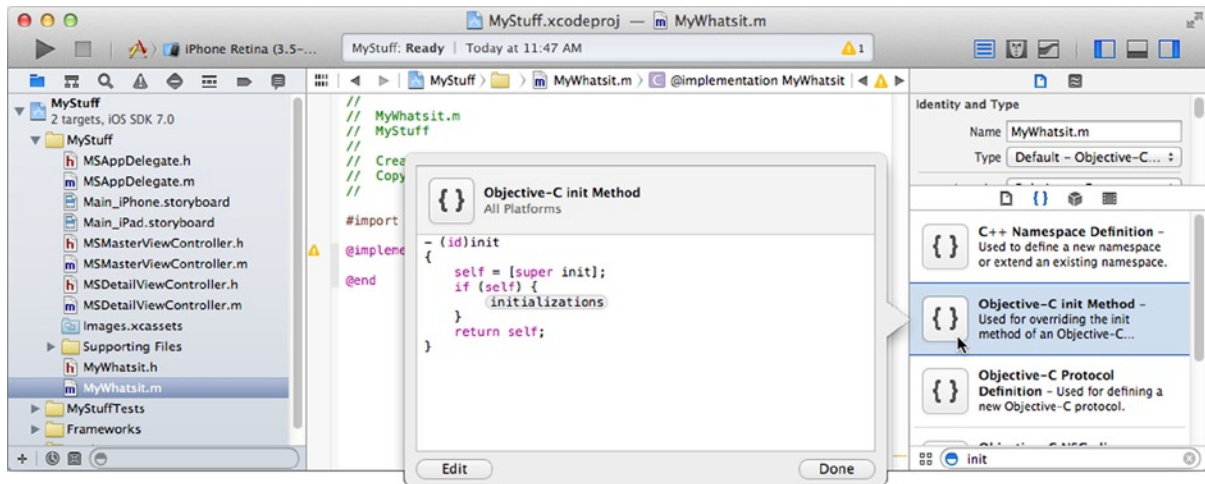 MyStuff.xcodeproj — m MyWhatsit.m
iPhone Retina (3.5-...
MyStuff: Ready | Today at 11:47 AM
1
MyStuff
2 targets, iOS SDK 7.0
MyStuff
h MSAppDelegate.h
m MSAppDelegate.m
Main_iPhone.storyboard
Main_iPad.storyboard
h MSMasterViewController.h
m MSMasterViewController.m
h MSDetailViewController.h
m MSDetailViewController.m
Images.xcassets
Supporting Files
h MyWhatsit.h
m MyWhatsit.m
MyStuffTests
Frameworks
MyStuff
m MyWhatsit.m
C @implementation MyWhatsit
//
// MyWhatsit.m
// MyStuff
//
// Crea
// Copy
//
#import
@impleme
@end
{ }
Objective-C init Method
All Platforms
- (id)init
{
self = [super init];
if (self) {
initializations
}
return self;
}
Edit
Done
Identity and Type
Name MyWhatsit.m
Type Default - Objective-C...
{ }
{ }
C++ Namespace Definition -
Used to define a new namespace
or extend an existing namespace.
{ }
Objective-C init Method -
Used for overriding the init
method of an Objective-C...
{ }
Objective-C Protocol
Definition - Used for defining a
new Objective-C protocol.
init